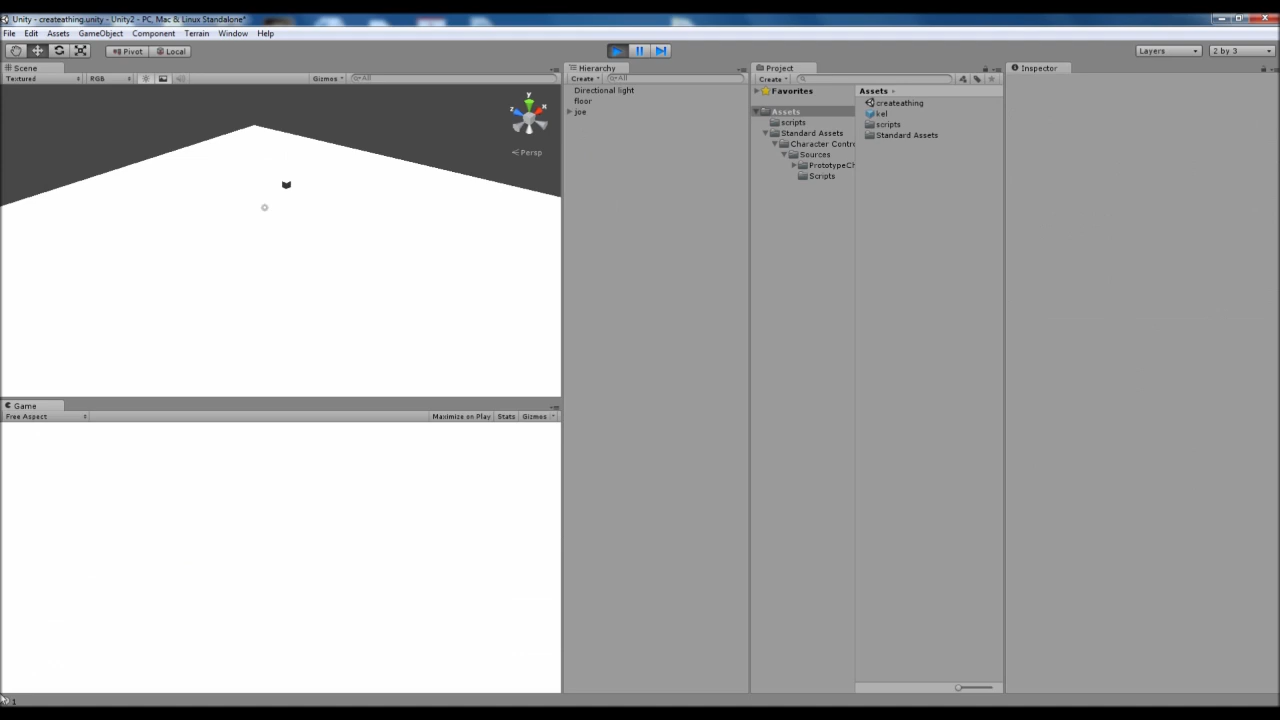 Unity - createathing.unity - Unity2 - PC, Mac & Linux Standalone*
File Edit Assets GameObject Component Terrain Window Help
Pivot Local Layers 2 by 3
Scene
Textured RGB Gizmos All
y
z x
Persp
Game
Free Aspect Maximize on Play Stats Gizmos
1
Hierarchy
Create All
Directional light
floor
joe
Project
Create
Favorites
Assets
scripts
Standard Assets
Character Contro
Sources
PrototypeCh
Scripts
Assets
createathing
kel
scripts
Standard Assets
Inspector